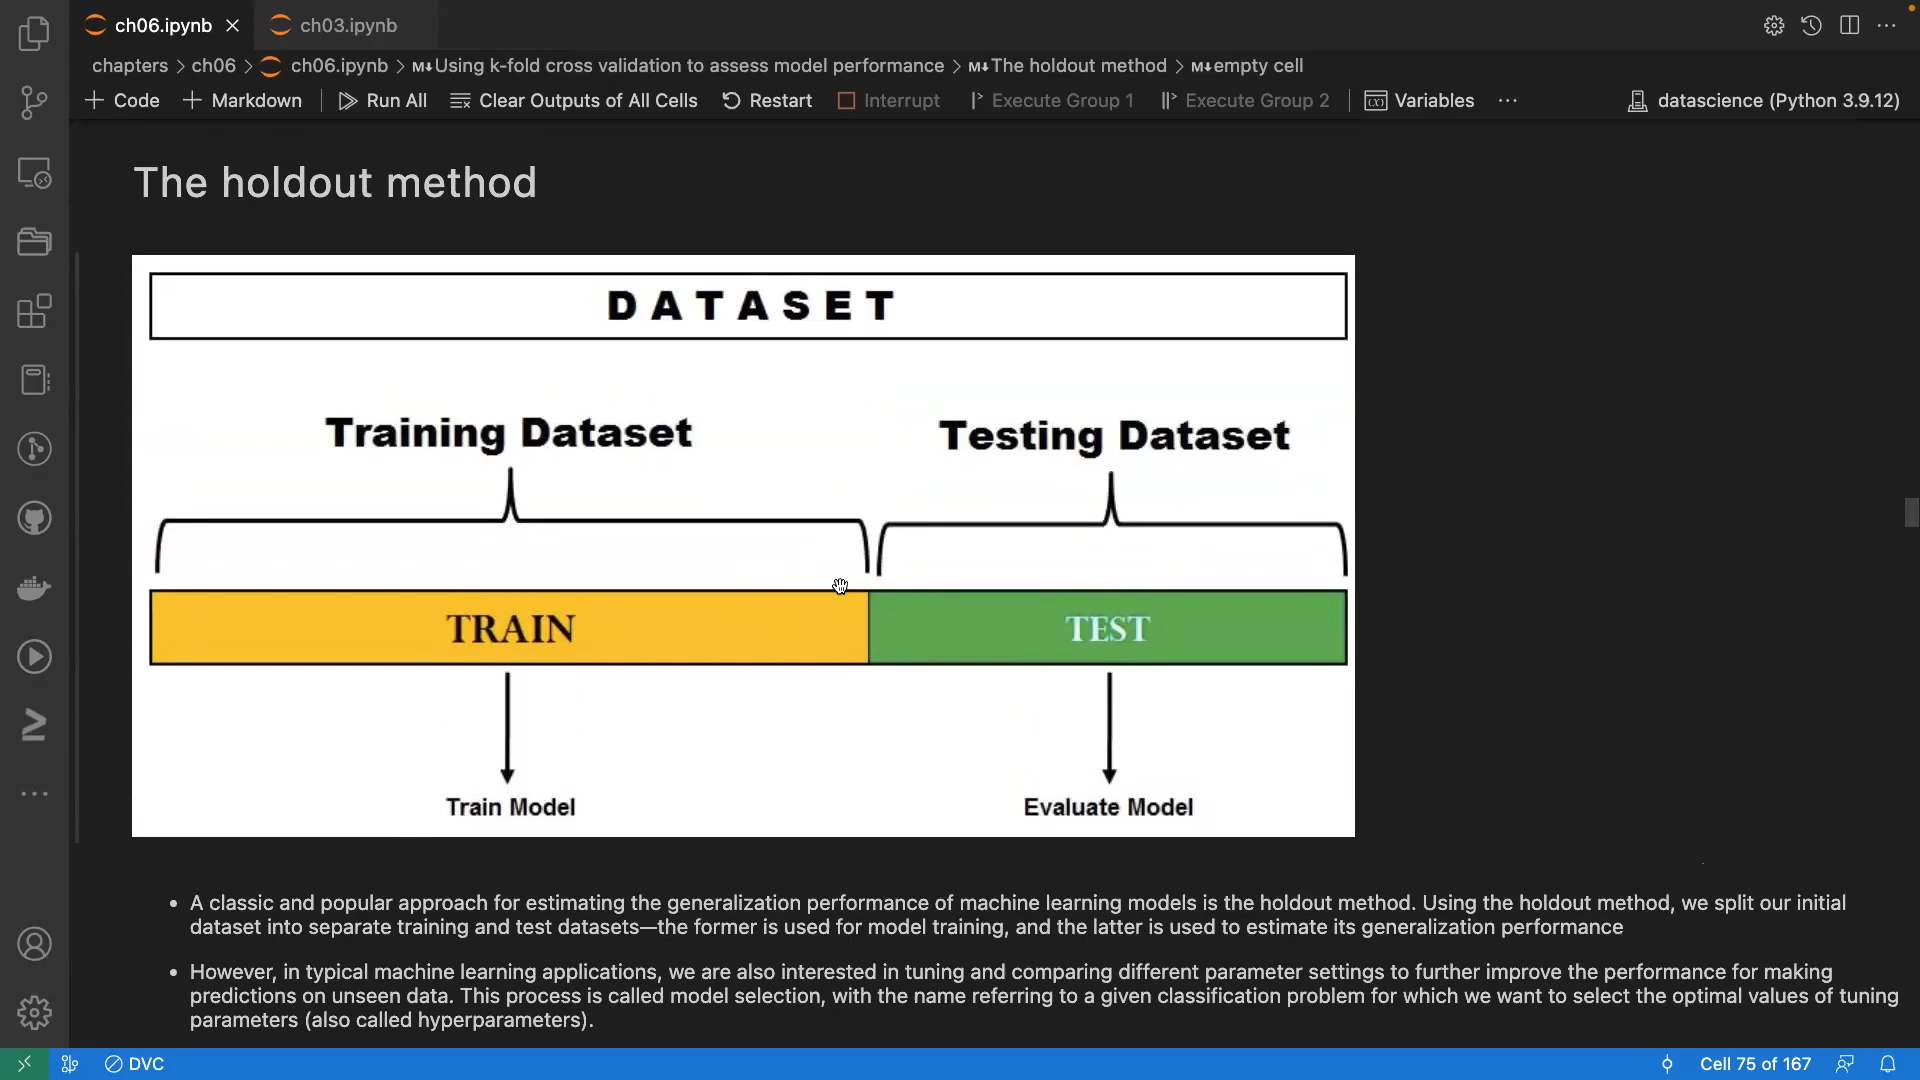 ch06.ipynb
ch03.ipynb
chapters > ch06 > ch06.ipynb > M↓Using k-fold cross validation to assess model performance > M↓The holdout method > M↓empty cell
+ Code + Markdown Run All Clear Outputs of All Cells Restart Interrupt Execute Group 1 Execute Group 2 Variables ... datascience (Python 3.9.12)
The holdout method
DATASET
Training Dataset
Testing Dataset
TRAIN
TEST
Train Model
Evaluate Model
• A classic and popular approach for estimating the generalization performance of machine learning models is the holdout method. Using the holdout method, we split our initial
dataset into separate training and test datasets—the former is used for model training, and the latter is used to estimate its generalization performance
• However, in typical machine learning applications, we are also interested in tuning and comparing different parameter settings to further improve the performance for making
predictions on unseen data. This process is called model selection, with the name referring to a given classification problem for which we want to select the optimal values of tuning
parameters (also called hyperparameters).
DVC
Cell 75 of 167